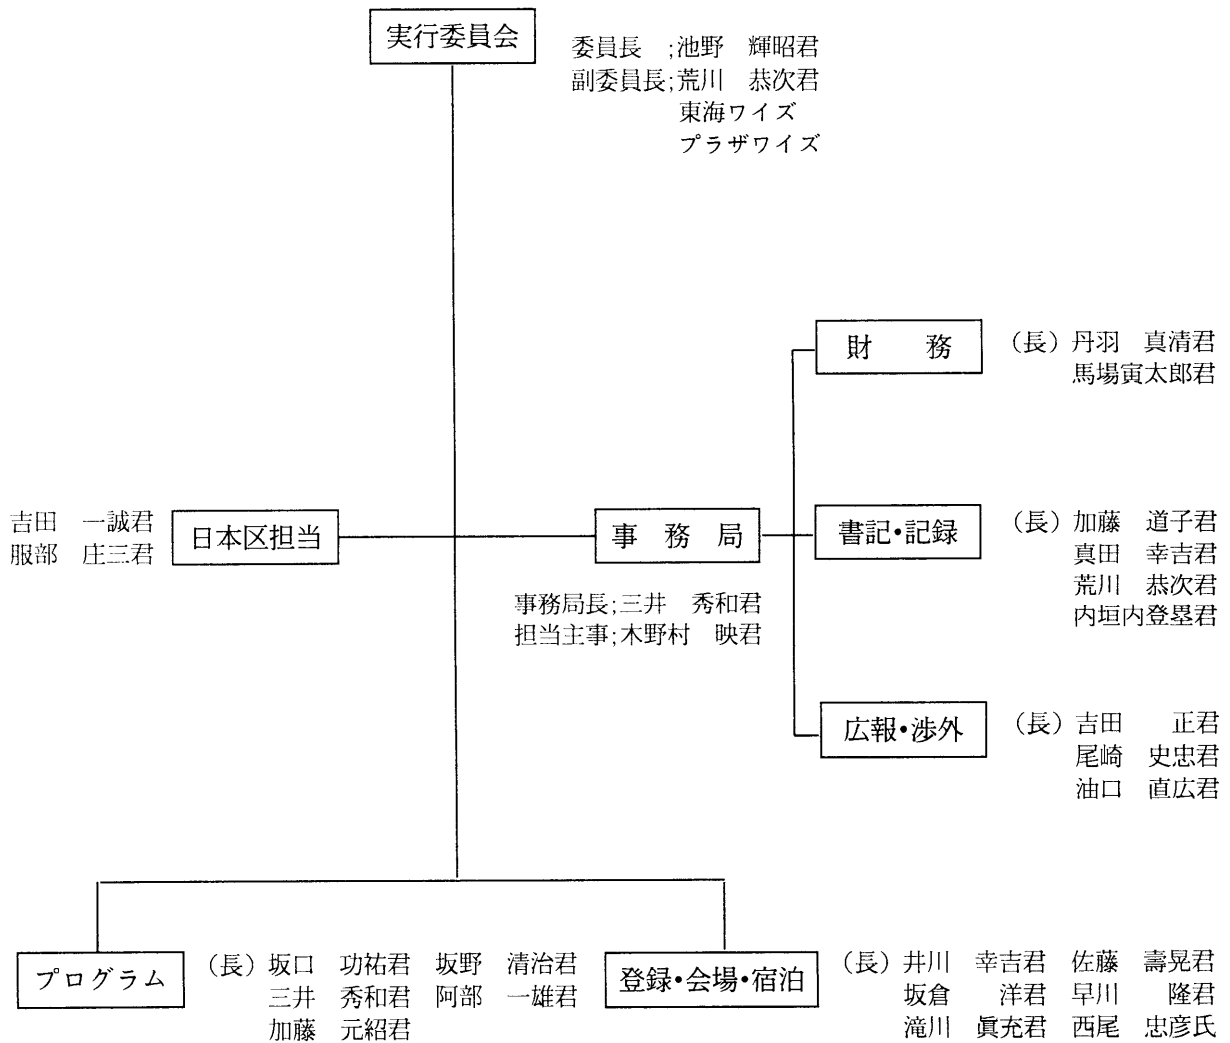 実行委員会
委員長　;池野　輝昭君
副委員長;荒川　恭次君
東海ワイズ
プラザワイズ
財　務
（長）丹羽　真清君
馬場寅太郎君
吉田　一誠君
服部　庄三君
日本区担当
事　務　局
事務局長;三井　秀和君
担当主事;木野村　映君
書記・記録
（長）加藤　道子君
真田　幸吉君
荒川　恭次君
内垣内登塁君
広報・渉外
（長）吉田　　正君
尾崎　史忠君
油口　直広君
プログラム
（長）坂口　功祐君　坂野　清治君
三井　秀和君　阿部　一雄君
加藤　元紹君
登録・会場・宿泊
（長）井川　幸吉君　佐藤　壽晃君
坂倉　　洋君　早川　　隆君
滝川　眞充君　西尾　忠彦氏